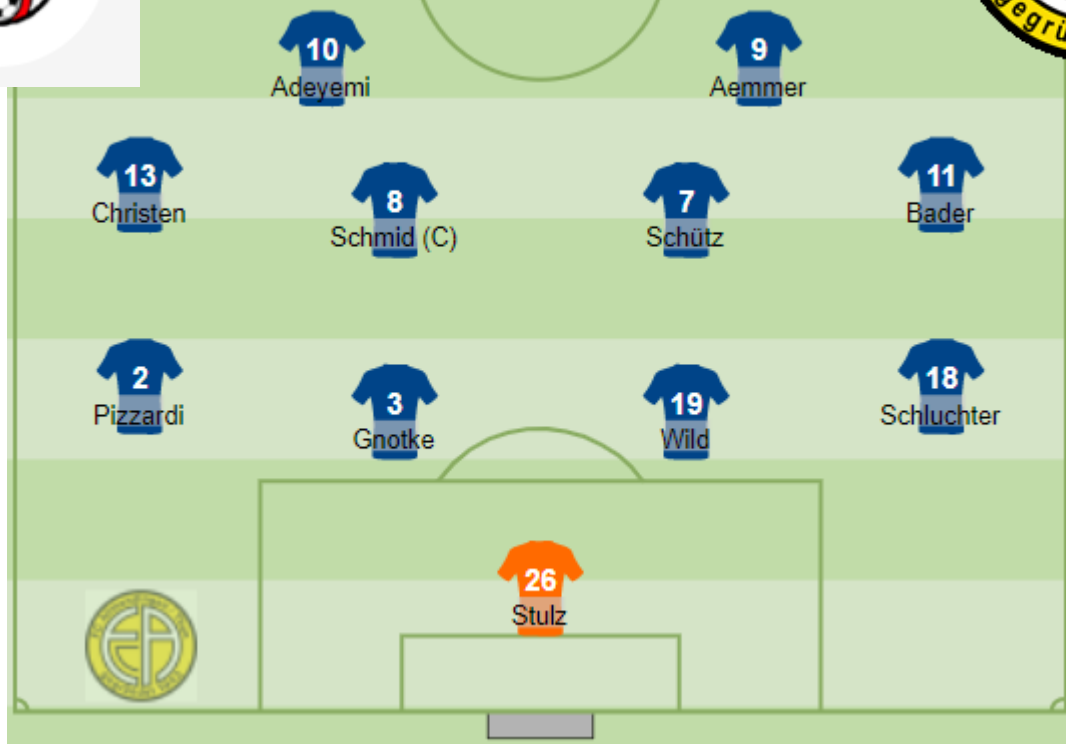 gegrü
10
Adeyemi
9
Aemmer
13
Christen
8
Schmid (C)
7
Schütz
11
Bader
2
Pizzardi
3
Gnotke
19
Wild
18
Schluchter
26
Stulz